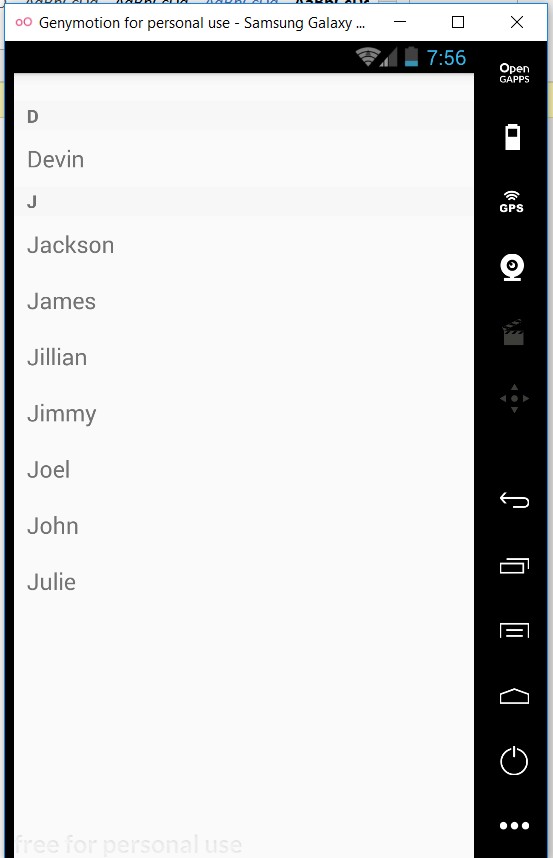 Genymotion for personal use - Samsung Galaxy ...
7:56
Open
GAPPS
D
Devin
GPS
J
Jackson
James
Jillian
Jimmy
Joel
John
Julie
free for personal use